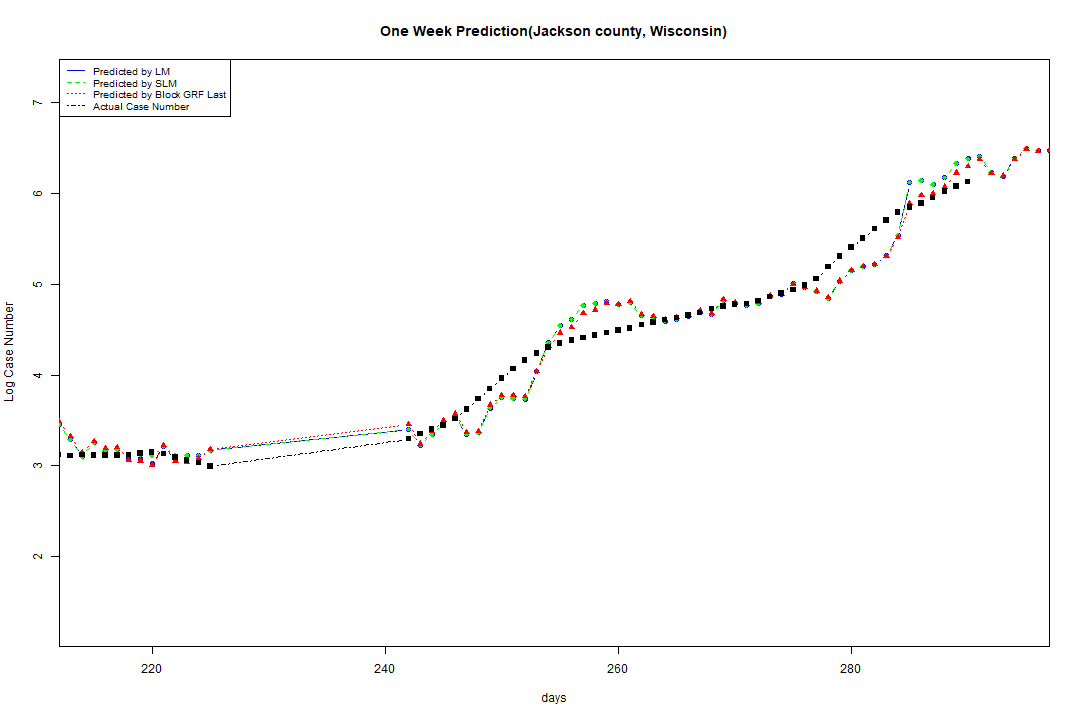 One Week Prediction(Jackson county, Wisconsin)
Predicted by LM
Predicted by SLM
Predicted by Block GRF Last
Actual Case Number
7
6
5
4
3
2
Log Case Number
220 240 260 280
days